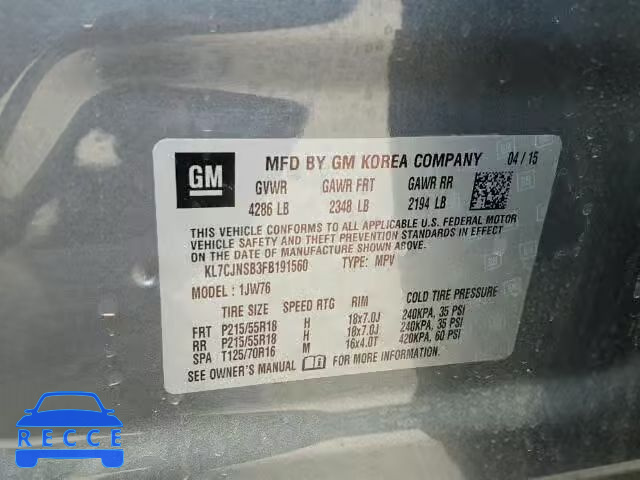 GM
MFD BY GM KOREA COMPANY 04 / 15
GVWR GAWR FRT GAWR RR
4286 LB 2348 LB 2194 LB
THIS VEHICLE CONFORMS TO ALL APPLICABLE U.S. FEDERAL MOTOR
VEHICLE SAFETY AND THEFT PREVENTION STANDARDS IN EFFECT ON
THE DATE OF MANUFACTURE SHOWN ABOVE.
KL7CJNSB3FB191560 TYPE: MPV
MODEL : 1JW76
TIRE SIZE SPEED RTG RIM COLD TIRE PRESSURE
FRT P215/55R18 H 18x7.0J 240KPA, 35 PSI
RR P215/55R18 H 18x7.0J 240KPA, 35 PSI
SPA T125/70R16 M 16x4.0T 420KPA, 60 PSI
SEE OWNER'S MANUAL FOR MORE INFORMATION
RECCE